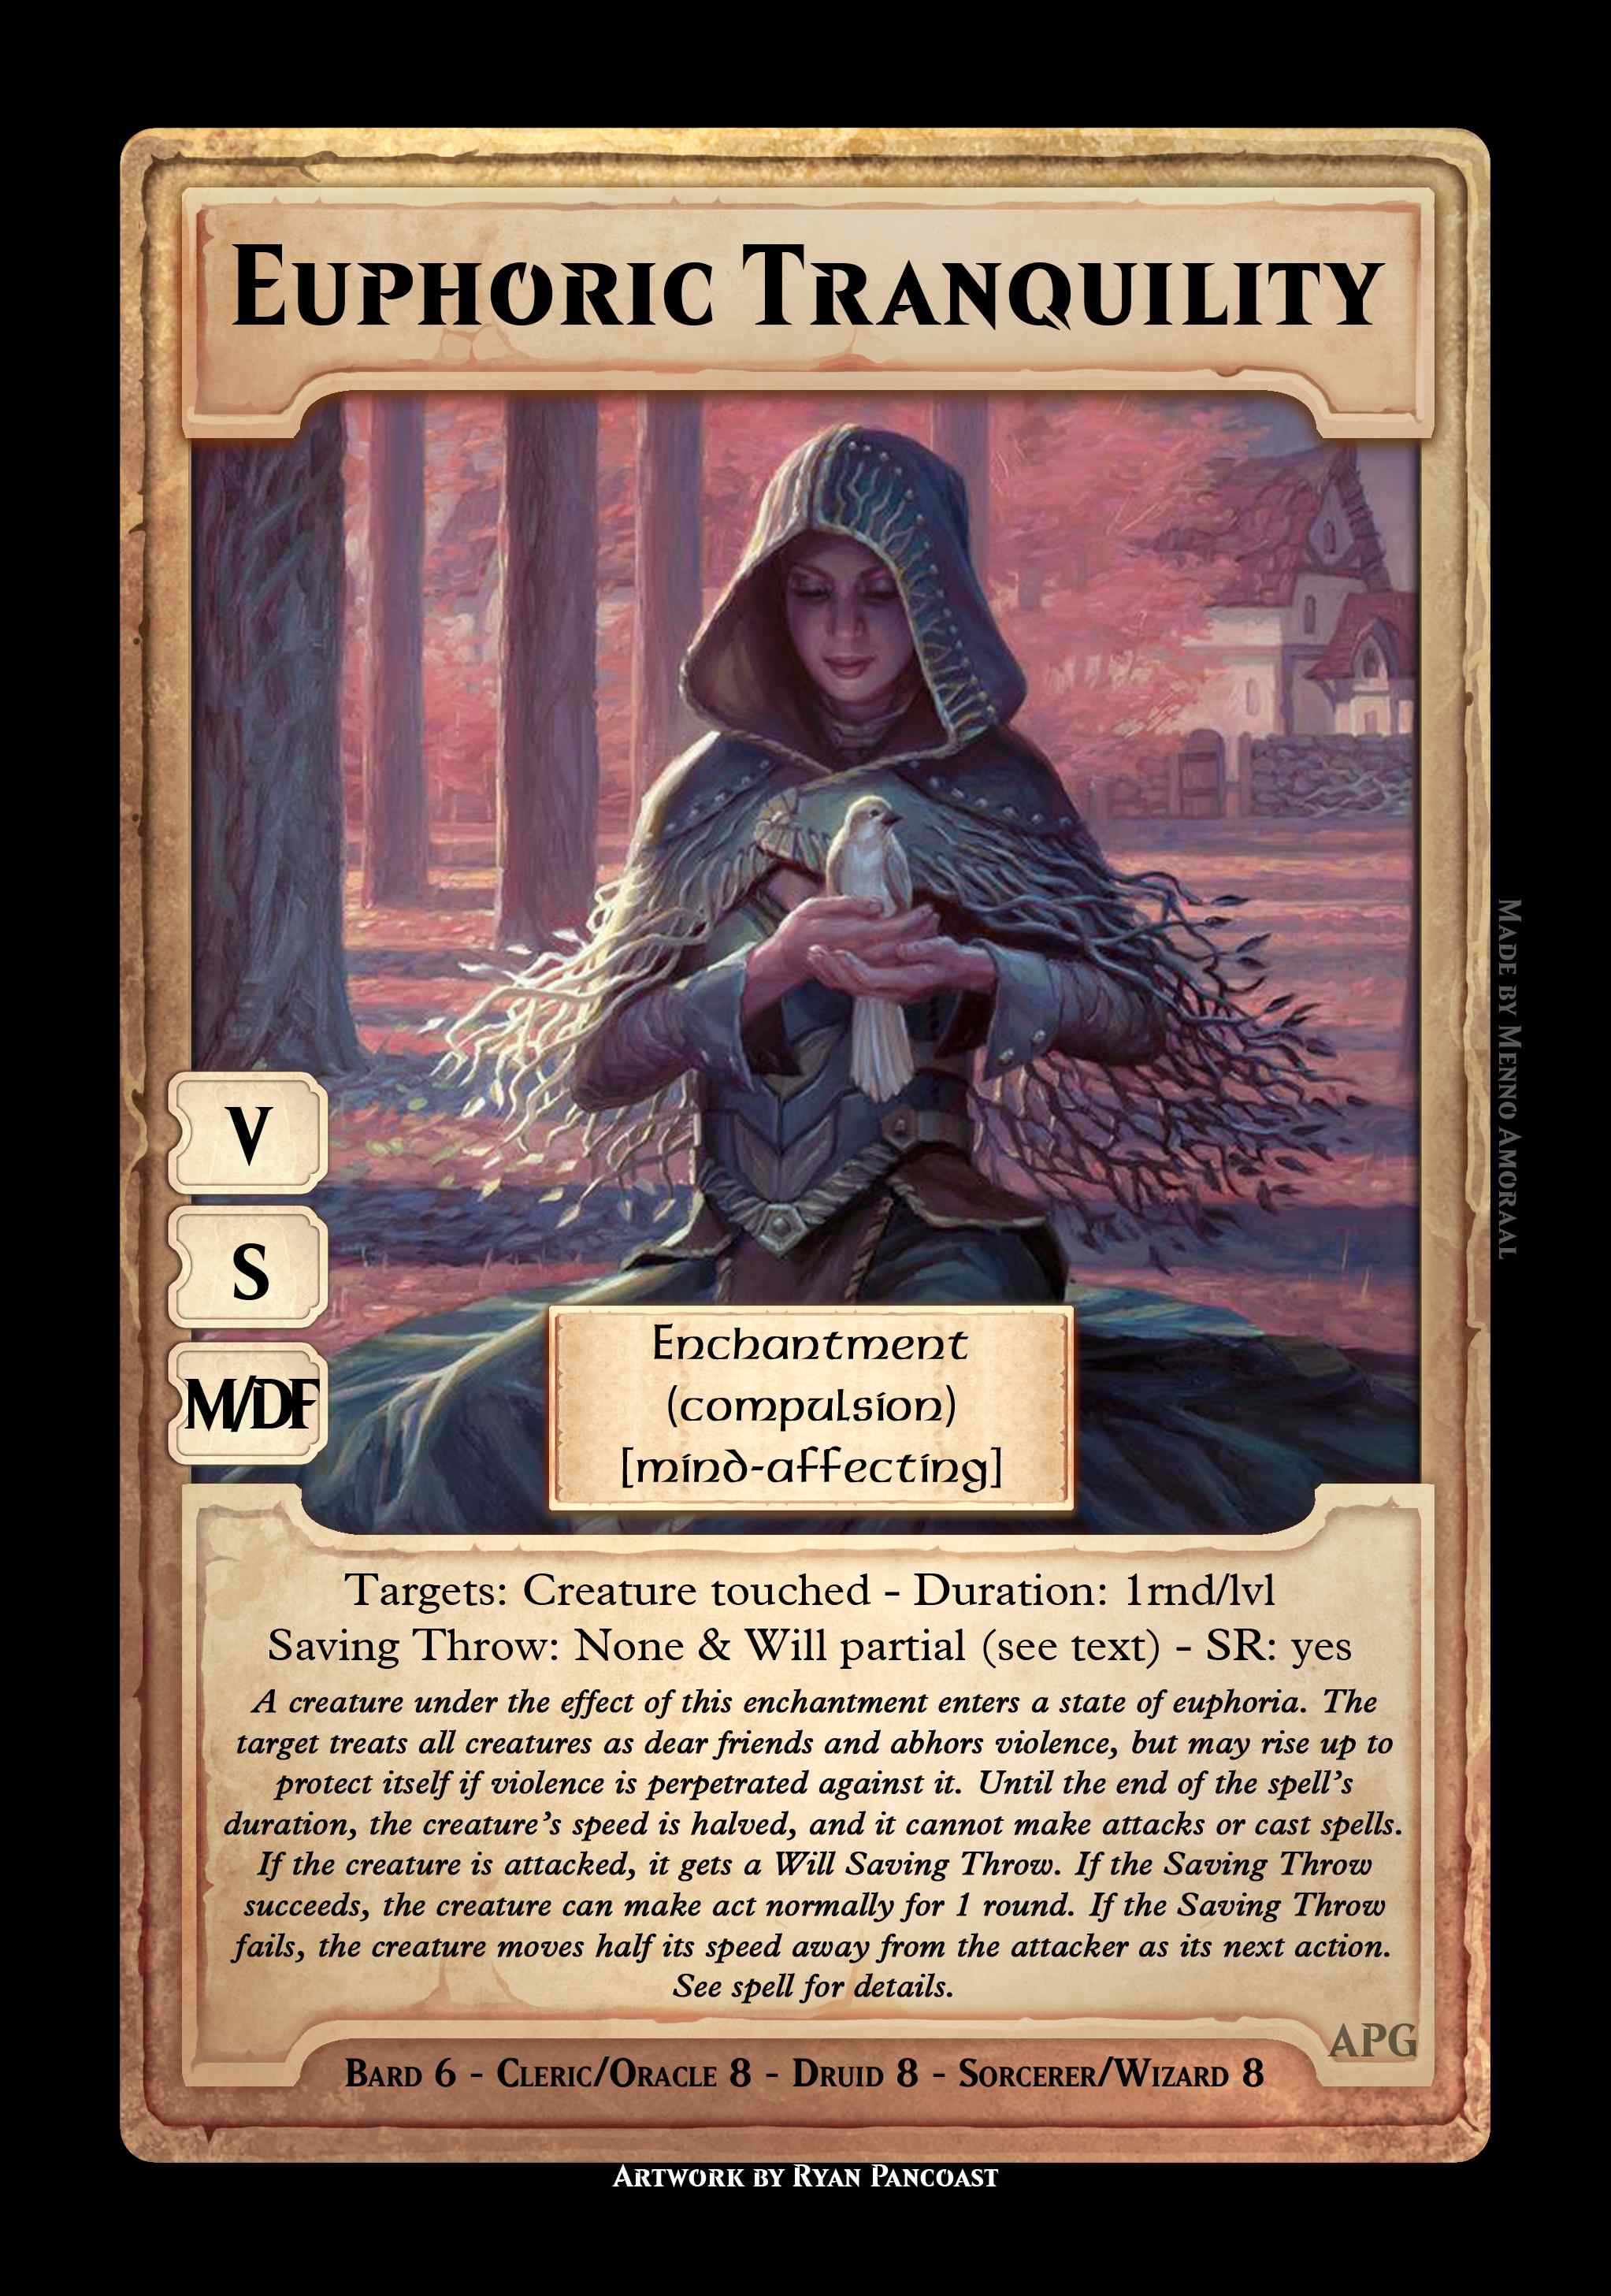 Euphoric Tranquility
V
S
M/DF
Enchantment
(compulsion)
[mind-affecting]
Targets: Creature touched - Duration: 1rnd/lvl
Saving Throw: None & Will partial (see text) - SR: yes
A creature under the effect of this enchantment enters a state of euphoria. The
target treats all creatures as dear friends and abhors violence, but may rise up to
protect itself if violence is perpetrated against it. Until the end of the spell’s
duration, the creature’s speed is halved, and it cannot make attacks or cast spells.
If the creature is attacked, it gets a Will Saving Throw. If the Saving Throw
succeeds, the creature can make act normally for 1 round. If the Saving Throw
fails, the creature moves half its speed away from the attacker as its next action.
See spell for details.
APG
Bard 6 - Cleric/Oracle 8 - Druid 8 - Sorcerer/Wizard 8
Artwork by Ryan Pancoast
Made by Menno Amoraal